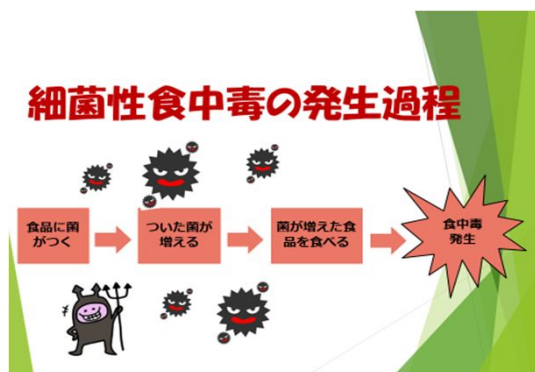 細菌性食中毒の発生過程
食品に菌
がつく
ついた菌が
増える
菌が増えた食
品を食べる
食中毒
発生